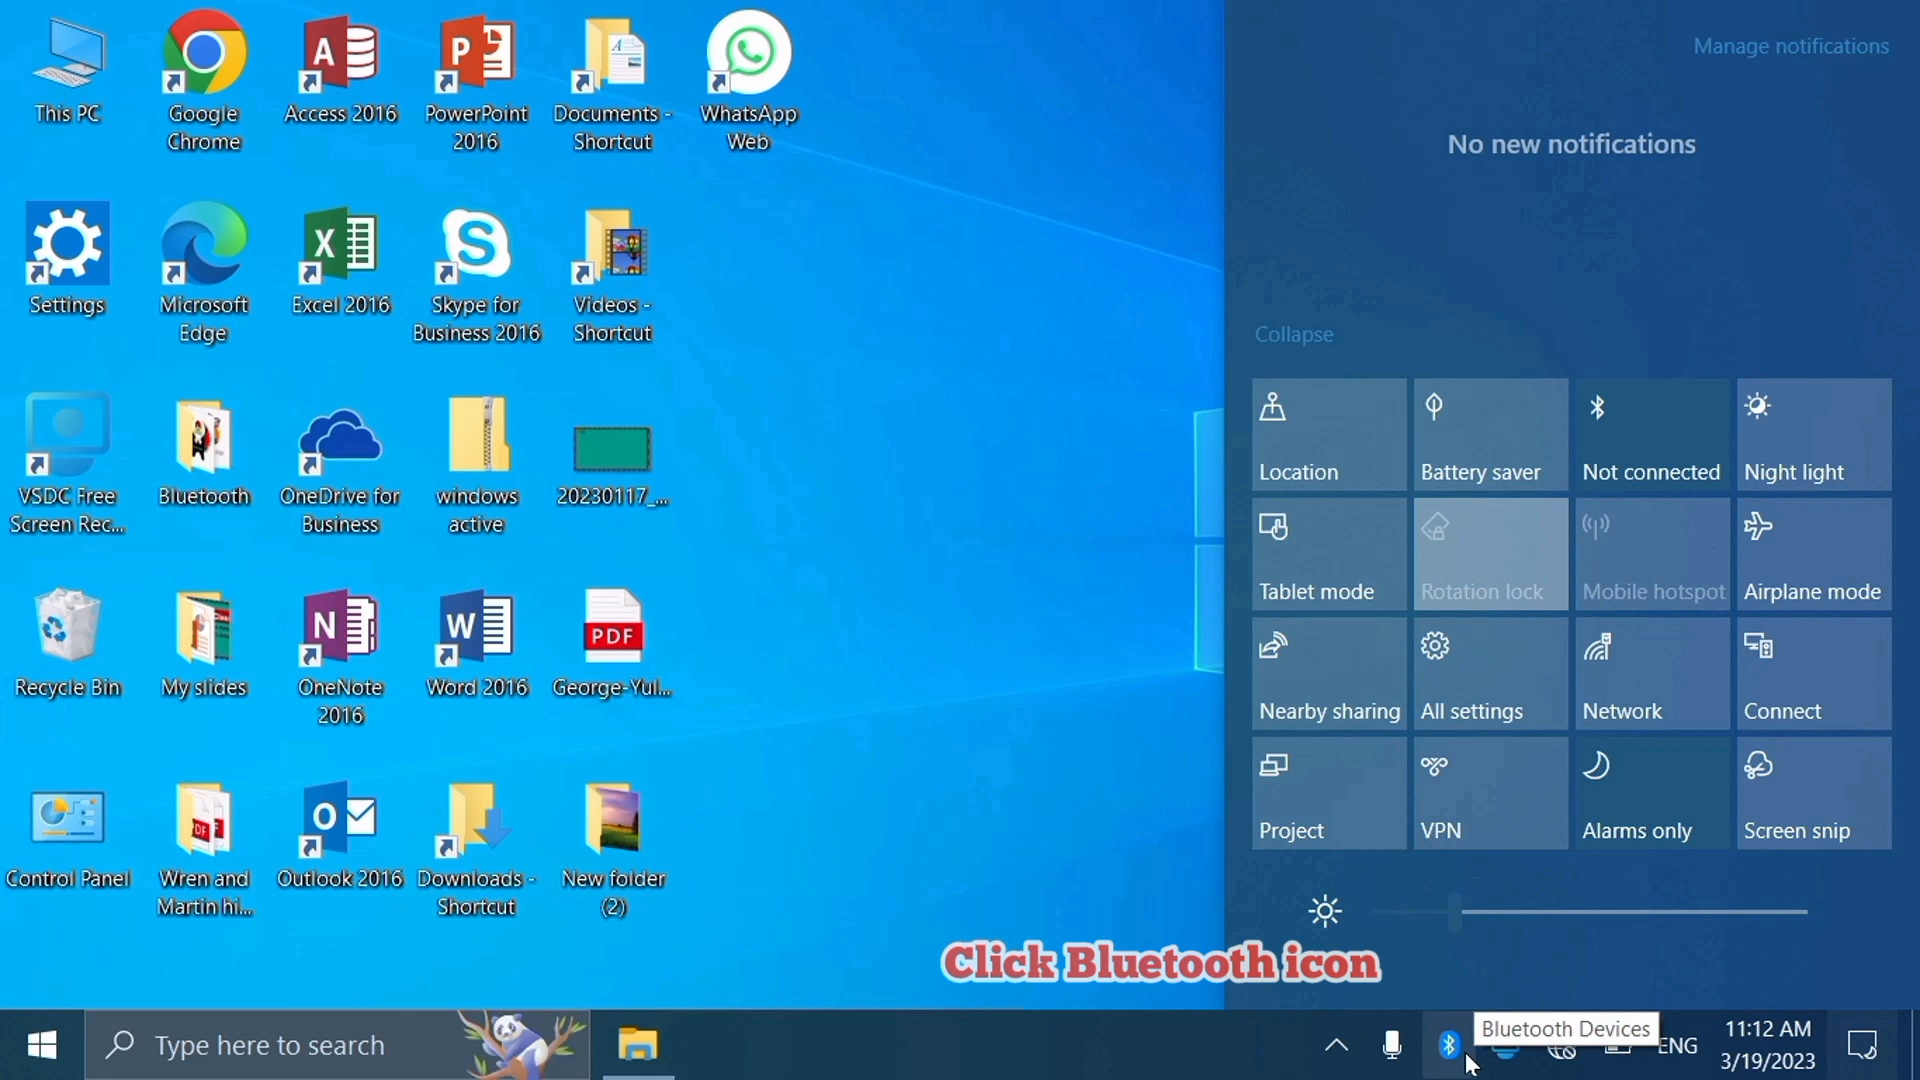 This PC
Google
Chrome
Access 2016
PowerPoint
2016
Documents -
Shortcut
WhatsApp
Web
Settings
Microsoft
Edge
Excel 2016
Skype for
Business 2016
Videos -
Shortcut
VSDC Free
Screen Rec...
Bluetooth
OneDrive for
Business
windows
active
20230117_...
Recycle Bin
My slides
OneNote
2016
Word 2016
PDF
George-Yul...
Control Panel
Wren and
Martin hi...
Outlook 2016
Downloads -
Shortcut
New folder
(2)
Manage notifications
No new notifications
Collapse
Location
Battery saver
Not connected
Night light
Tablet mode
Rotation lock
Mobile hotspot
Airplane mode
Nearby sharing
All settings
Network
Connect
Project
VPN
Alarms only
Screen snip
Click Bluetooth icon
Type here to search
Bluetooth Devices
ENG
11:12 AM
3/19/2023